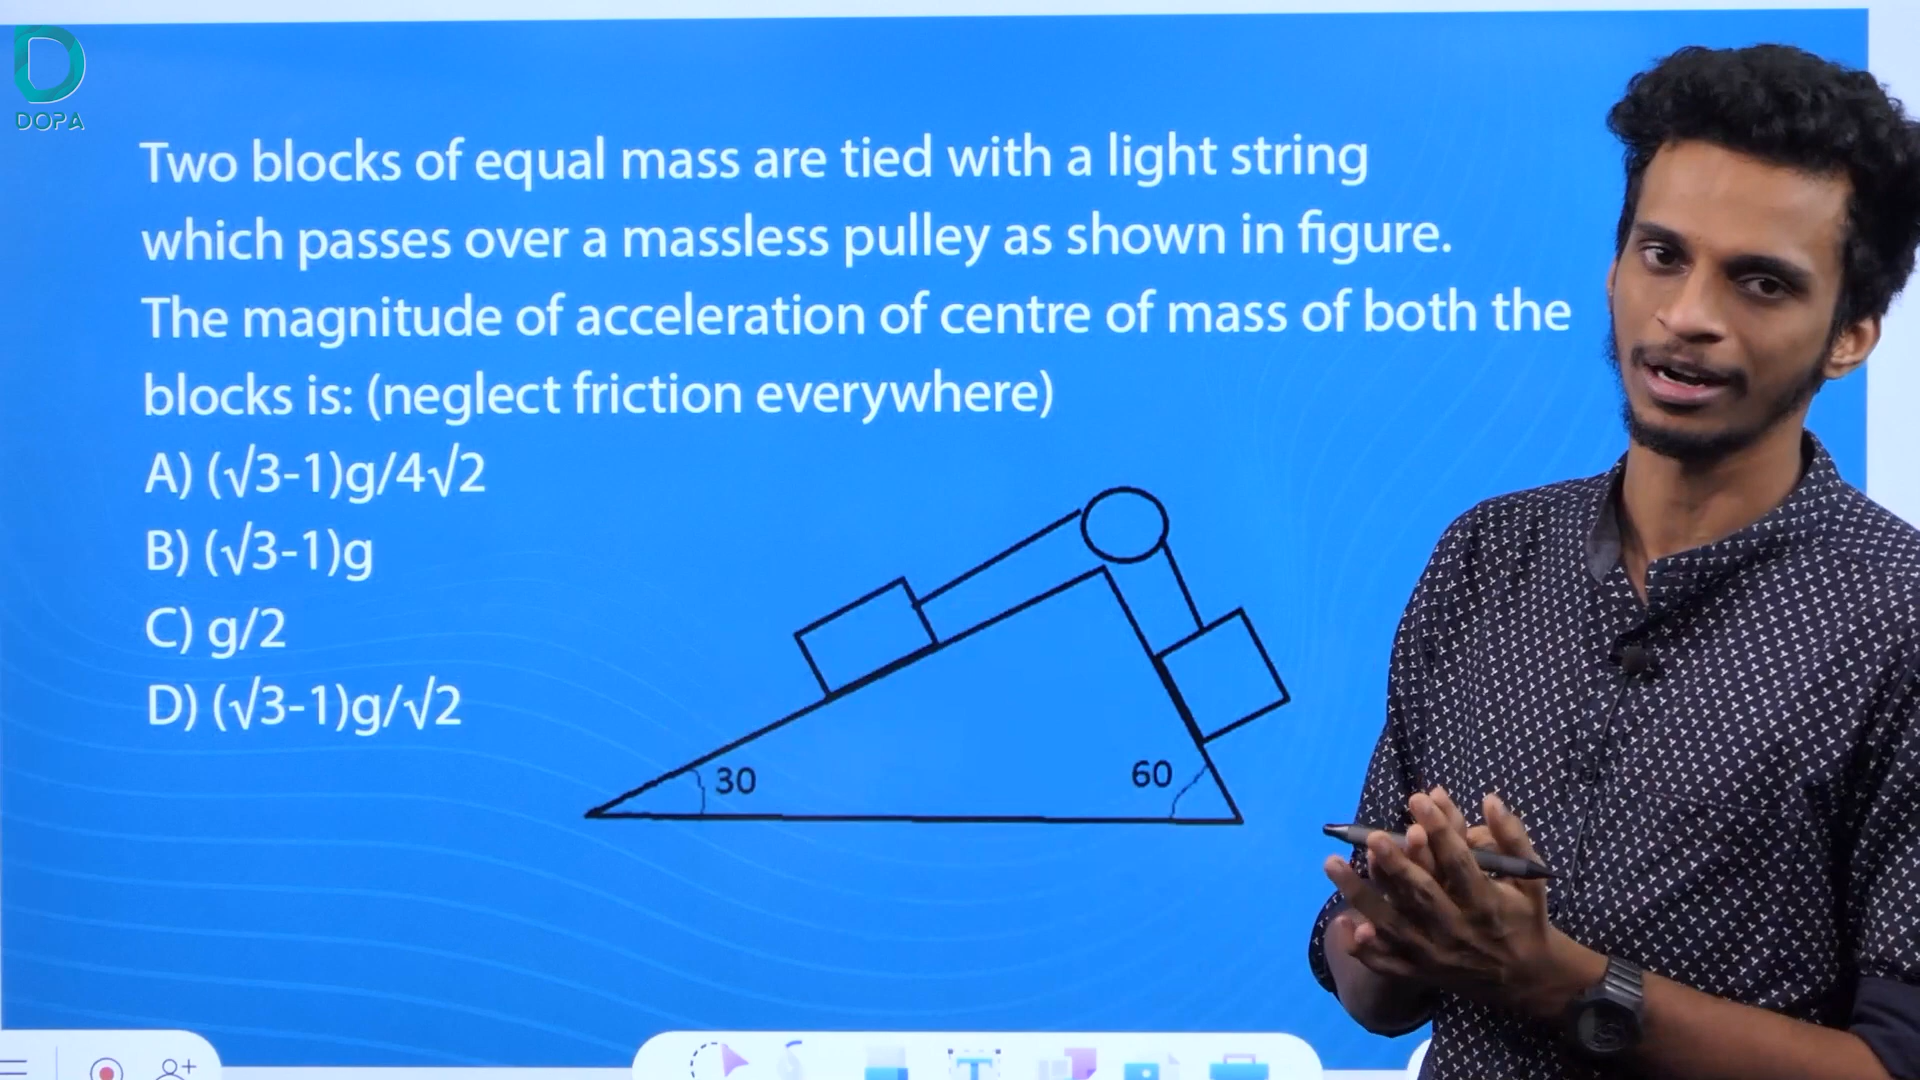 DOPA
Two blocks of equal mass are tied with a light string
which passes over a massless pulley as shown in figure.
The magnitude of acceleration of centre of mass of both the
blocks is: (neglect friction everywhere)
A) (√3-1)g/4√2
B) (√3-1)g
C) g/2
D) (√3-1)g/√2
30
60